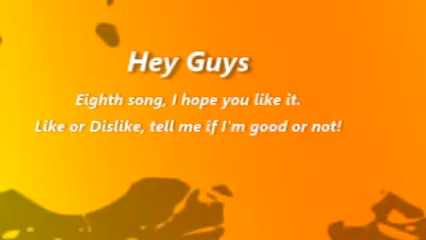 Hey Guys
Eighth song, I hope you like it.
Like or Dislike, tell me if I'm good or not!